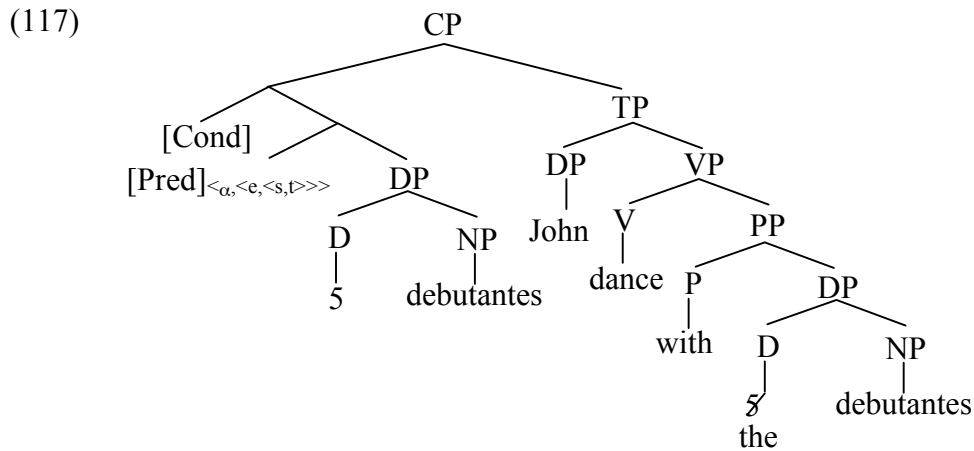 (117)
CP
[Cond]
TP
[Pred]<α,<e,<s,t>>>
DP
DP
VP
D
NP
John
V
PP
5
debutantes
dance
P
DP
with
D
NP
5
debutantes
the